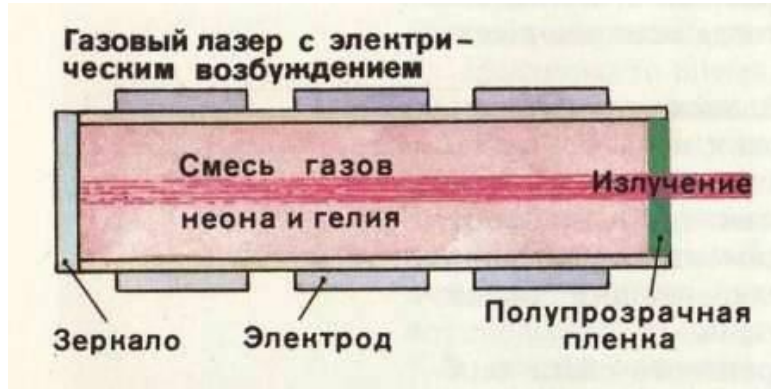 Газовый лазер с электри-
ческим возбуждением
Смесь газов
неона и гелия
Излучение
Зеркало
Электрод
Полупрозрачная
пленка